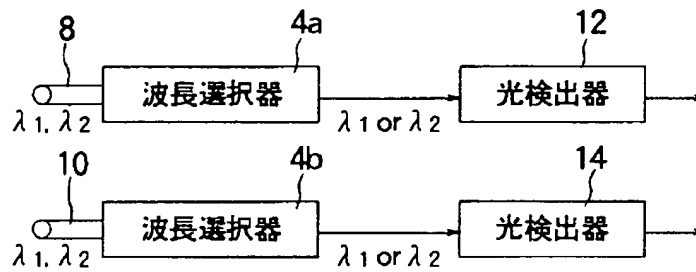 8
4a
12
波長選択器
光検出器
λ1, λ2
λ1 or λ2
10
4b
14
波長選択器
光検出器
λ1, λ2
λ1 or λ2